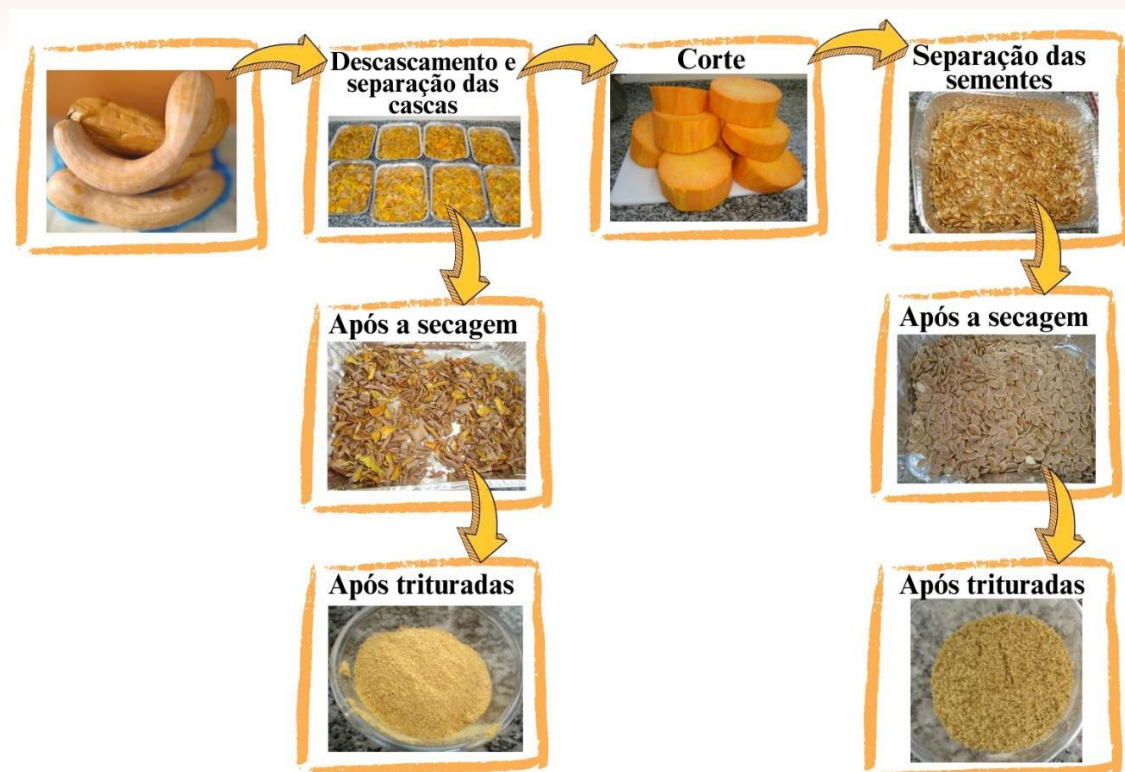 Descascamento e
separação das
cascas
Corte
Separação das
sementes
Após a secagem
Após a secagem
Após trituradas
Após trituradas